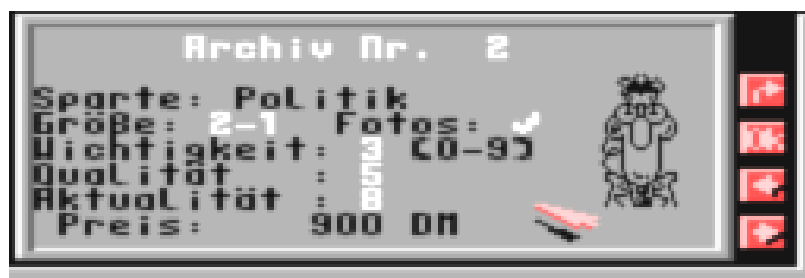 Archiv Nr. 2
Sparte: Politik
Größe: 2-1 Fotos: ✓
Wichtigkeit: 3 (0-9)
Qualität : 5
Aktualität : 8
Preis: 900 DM
Ok